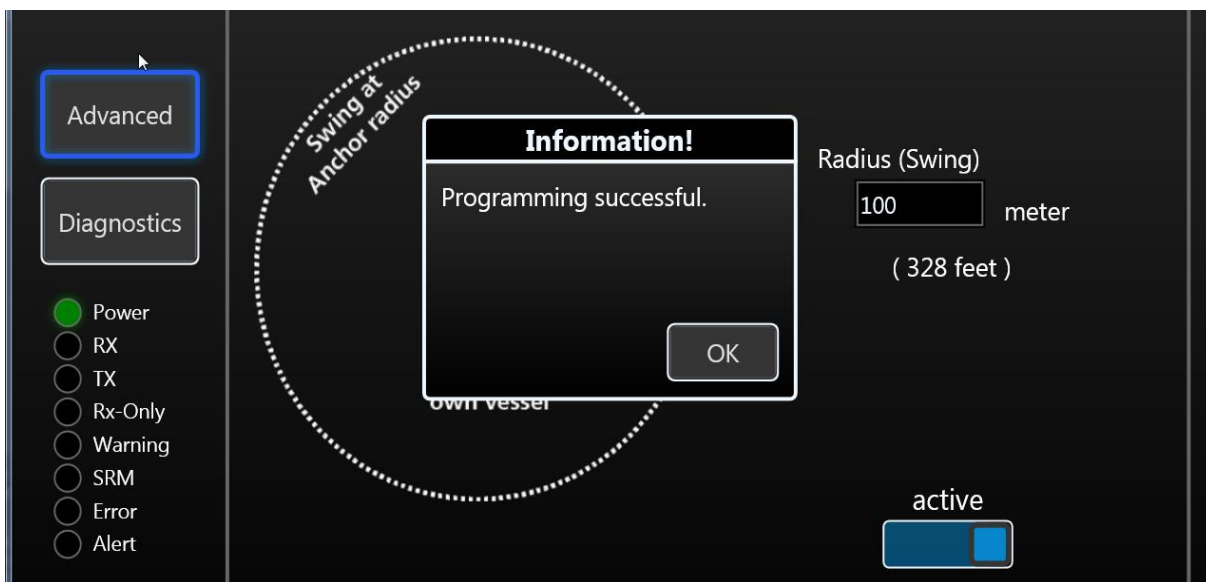 Advanced
Diagnostics
Power
RX
TX
Rx-Only
Warning
SRM
Error
Alert
Swing at
Anchor radius
Information!
Programming successful.
OK
own vessel
Radius (Swing)
100 meter
( 328 feet )
active